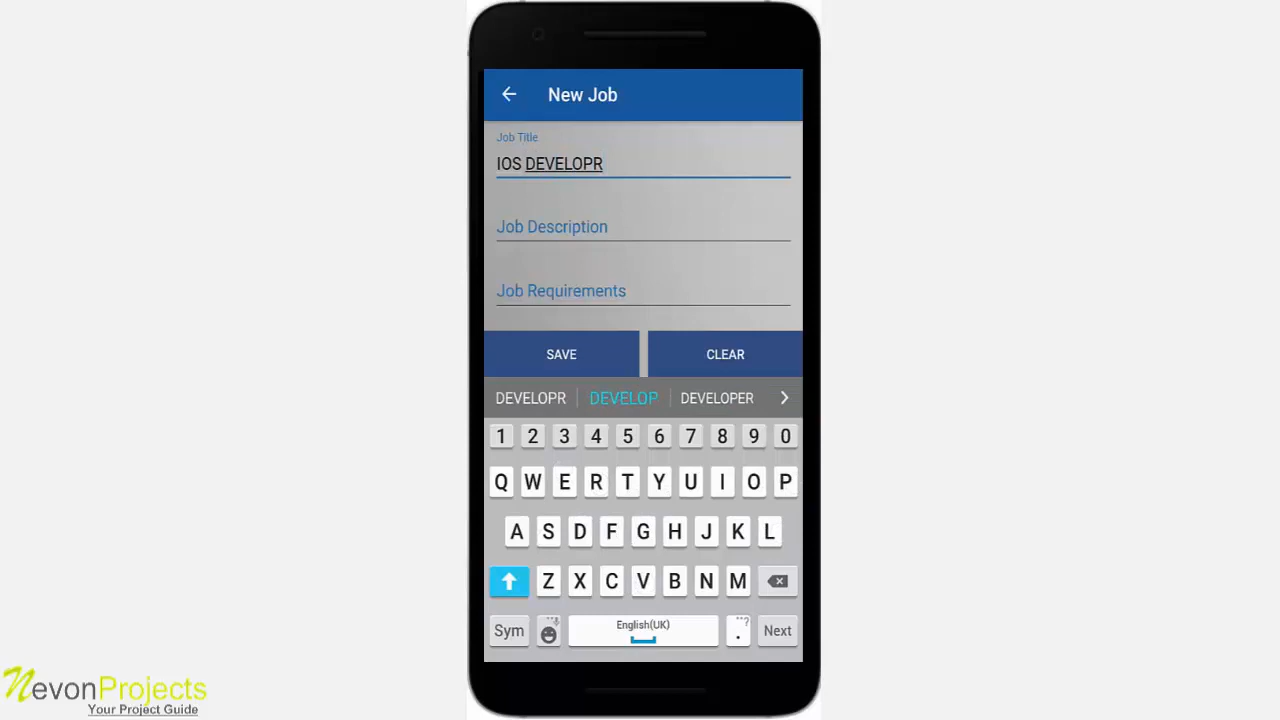 New Job
Job Title
IOS DEVELOPR
Job Description
Job Requirements
SAVE CLEAR
DEVELOPR DEVELOP DEVELOPER
1 2 3 4 5 6 7 8 9 0
Q W E R T Y U I O P
A S D F G H J K L
Z X C V B N M
Sym English(UK) . Next
NevonProjects
Your Project Guide